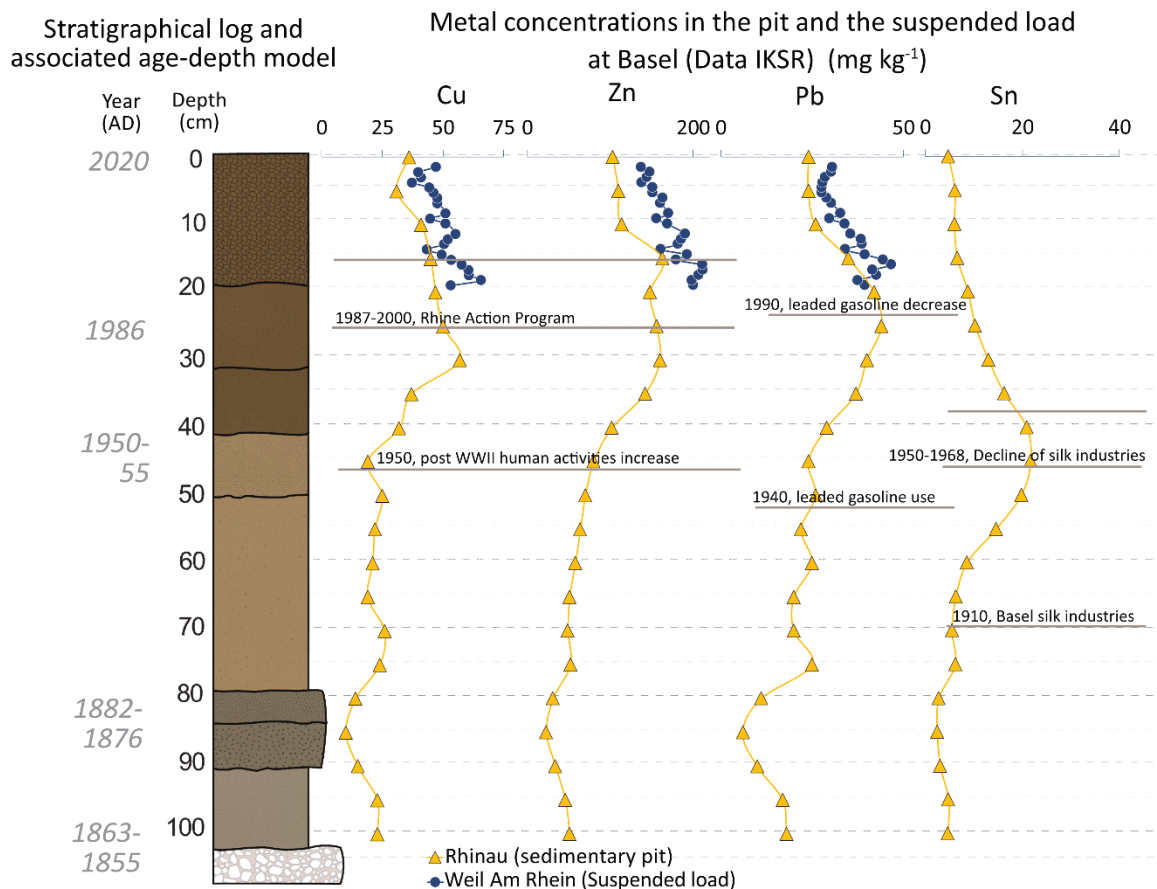 Stratigraphical log and
associated age-depth model
Metal concentrations in the pit and the suspended load
at Basel (Data IKSR) (mg kg-1)
Year
(AD)
Depth
(cm)
Cu
Zn
Pb
Sn
0 25 50 75 0 200 0 50 0 20 40
2020
0
10
20
1990, leaded gasoline decrease
1987-2000, Rhine Action Program
1986
30
40
1950-
55
1950, post WWII human activities increase
1950-1968, Decline of silk industries
50
1940, leaded gasoline use
60
70
1910, Basel silk industries
80
1882-
1876
90
100
1863-
1855
Rhinau (sedimentary pit)
Weil Am Rhein (Suspended load)